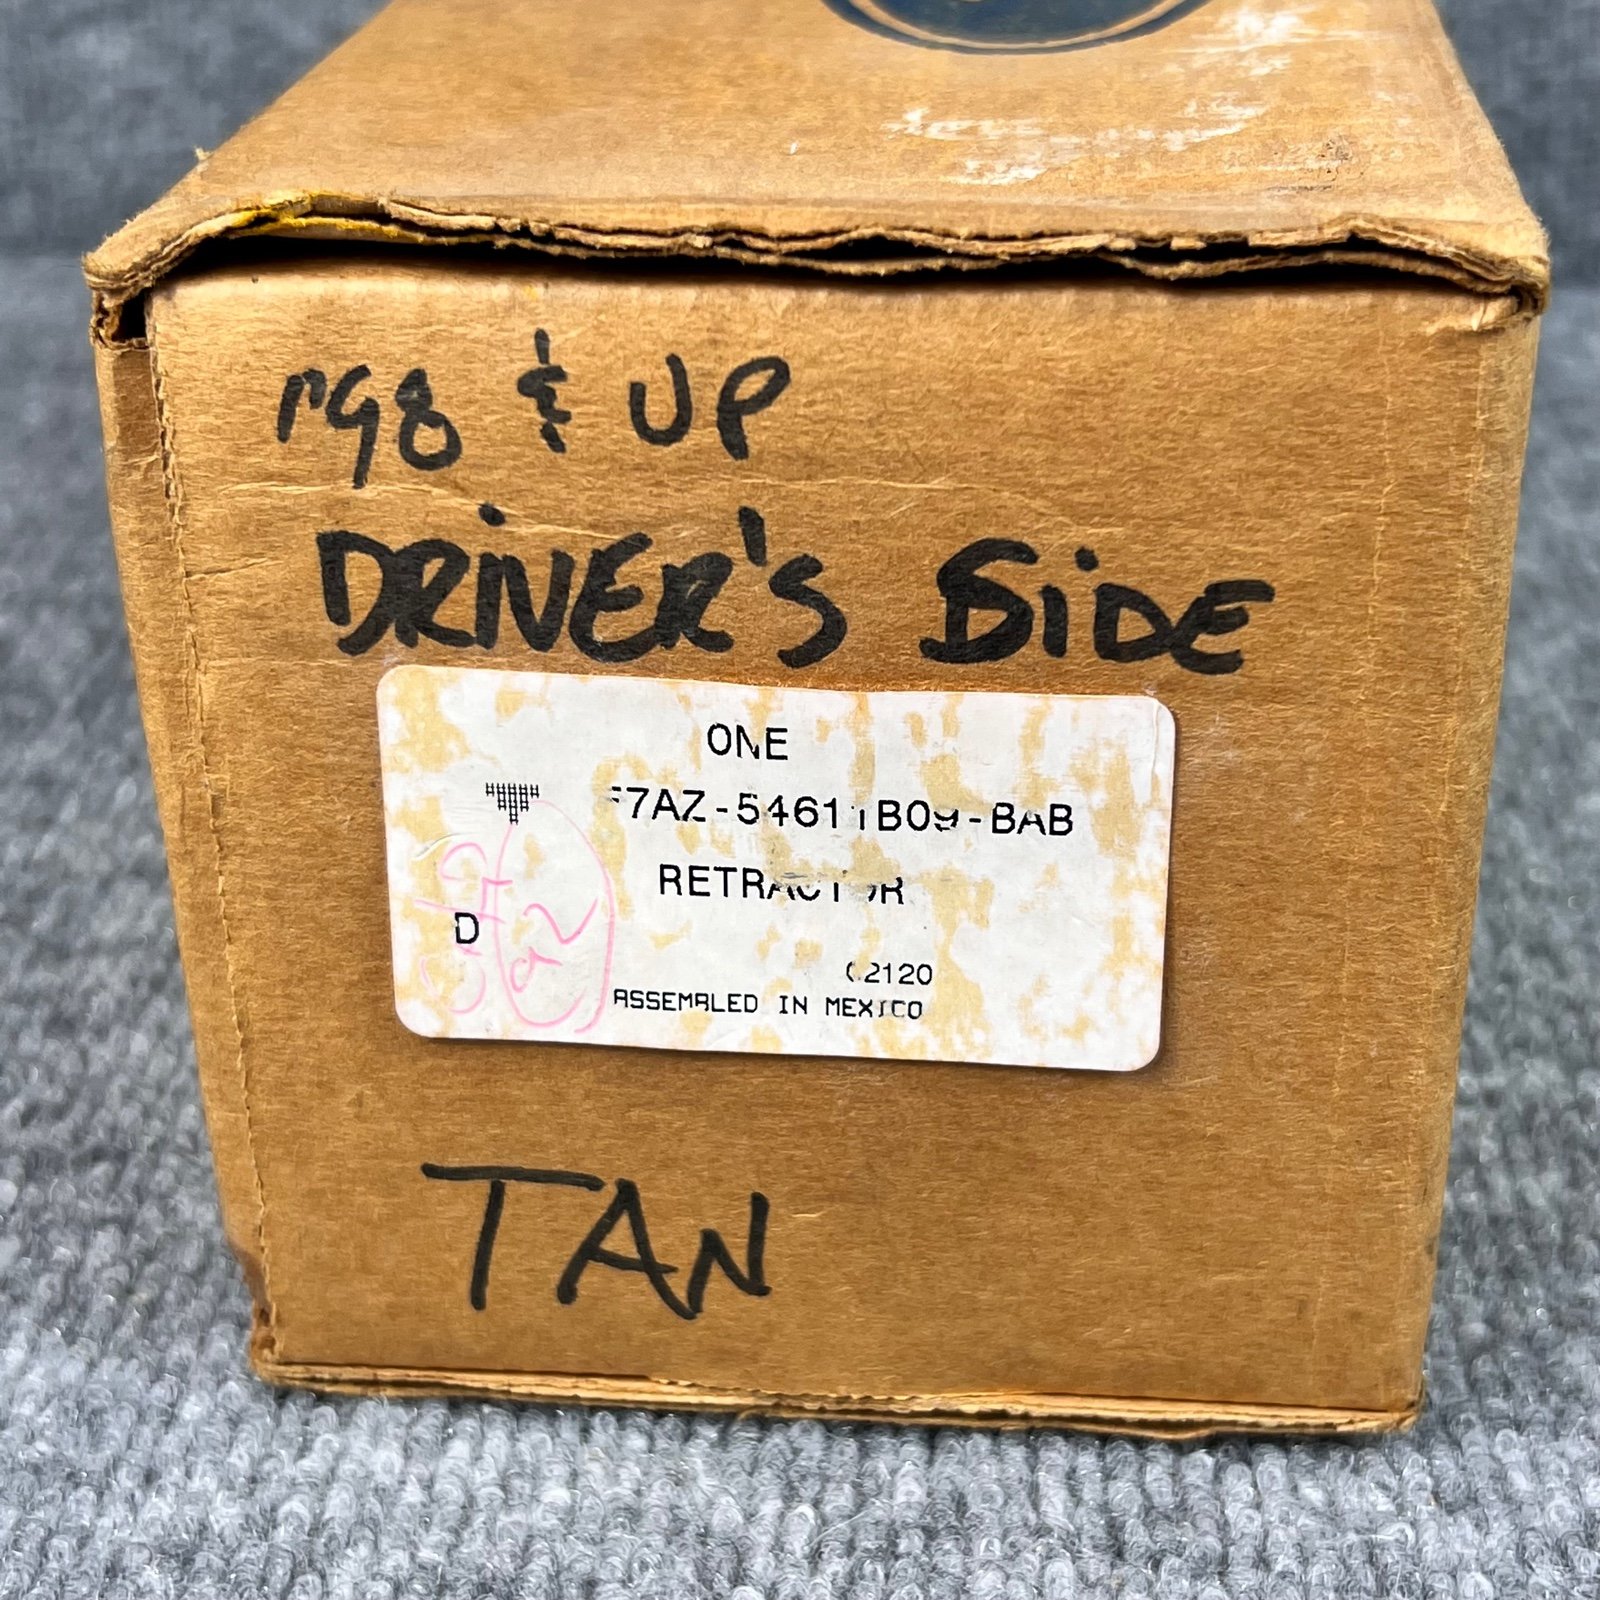 '98 & UP
DRIVER'S SIDE
ONE
F7AZ-54611B09-BAB
RETRACTOR
D
02120
ASSEMBLED IN MEXICO
TAN